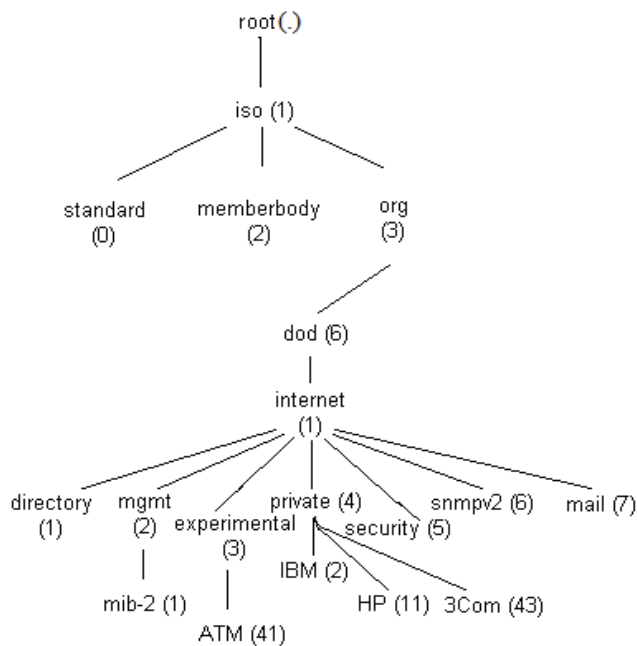 root(.)
iso (1)
standard
(0)
memberbody
(2)
org
(3)
dod (6)
internet
(1)
directory
(1)
mgmt
(2)
experimental
(3)
private (4)
security (5)
snmpv2 (6)
mail (7)
mib-2 (1)
ATM (41)
IBM (2)
HP (11)
3Com (43)